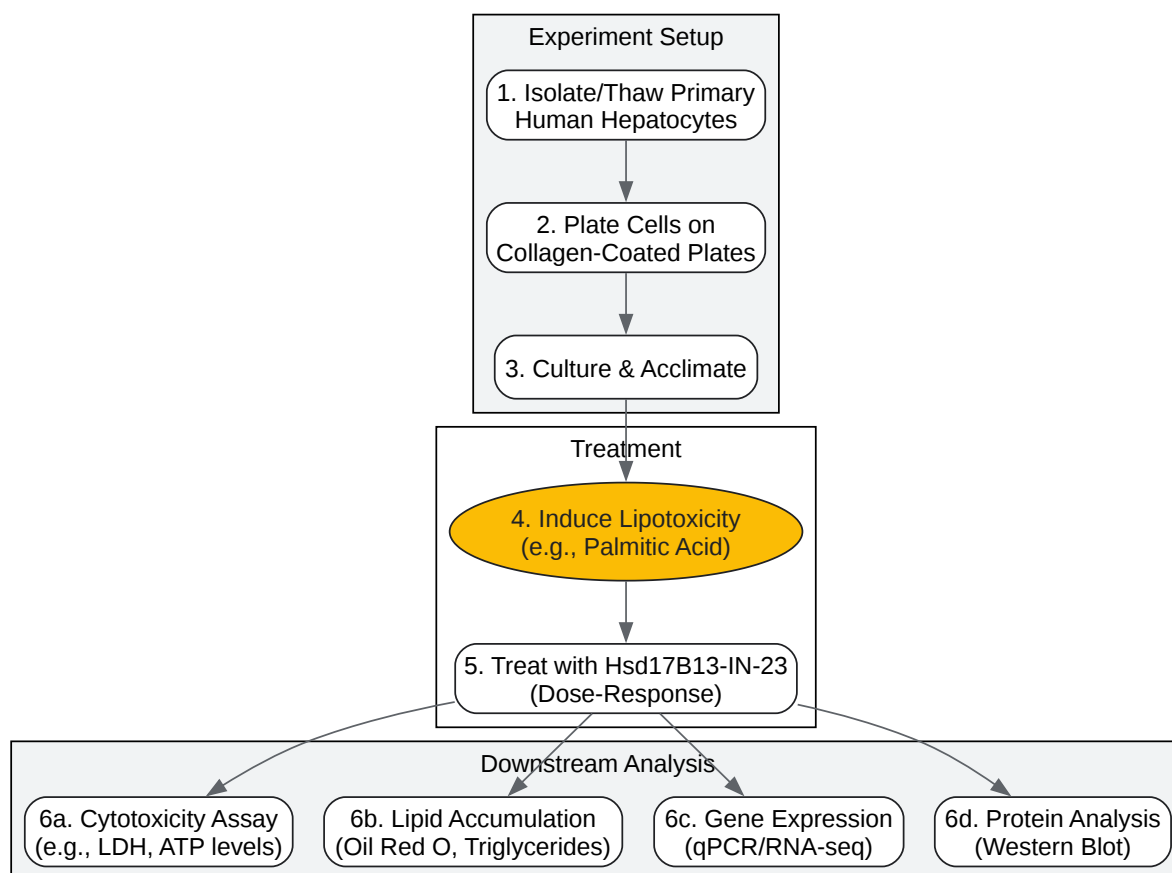 Experiment Setup
1. Isolate/Thaw Primary
Human Hepatocytes
2. Plate Cells on
Collagen-Coated Plates
3. Culture & Acclimate
Treatment
4. Induce Lipotoxicity
(e.g., Palmitic Acid)
5. Treat with Hsd17B13-IN-23
(Dose-Response)
Downstream Analysis
6a. Cytotoxicity Assay
(e.g., LDH, ATP levels)
6b. Lipid Accumulation
(Oil Red O, Triglycerides)
6c. Gene Expression
(qPCR/RNA-seq)
6d. Protein Analysis
(Western Blot)